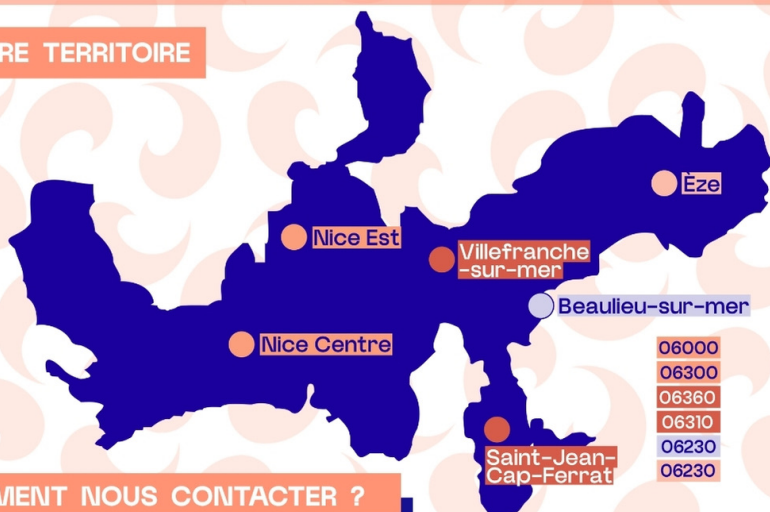 RE TERRITOIRE
Èze
Nice Est
Villefranche
-sur-mer
Beaulieu-sur-mer
Nice Centre
06000
06300
06360
06310
06230
06230
Saint-Jean-
Cap-Ferrat
MENT NOUS CONTACTER ?